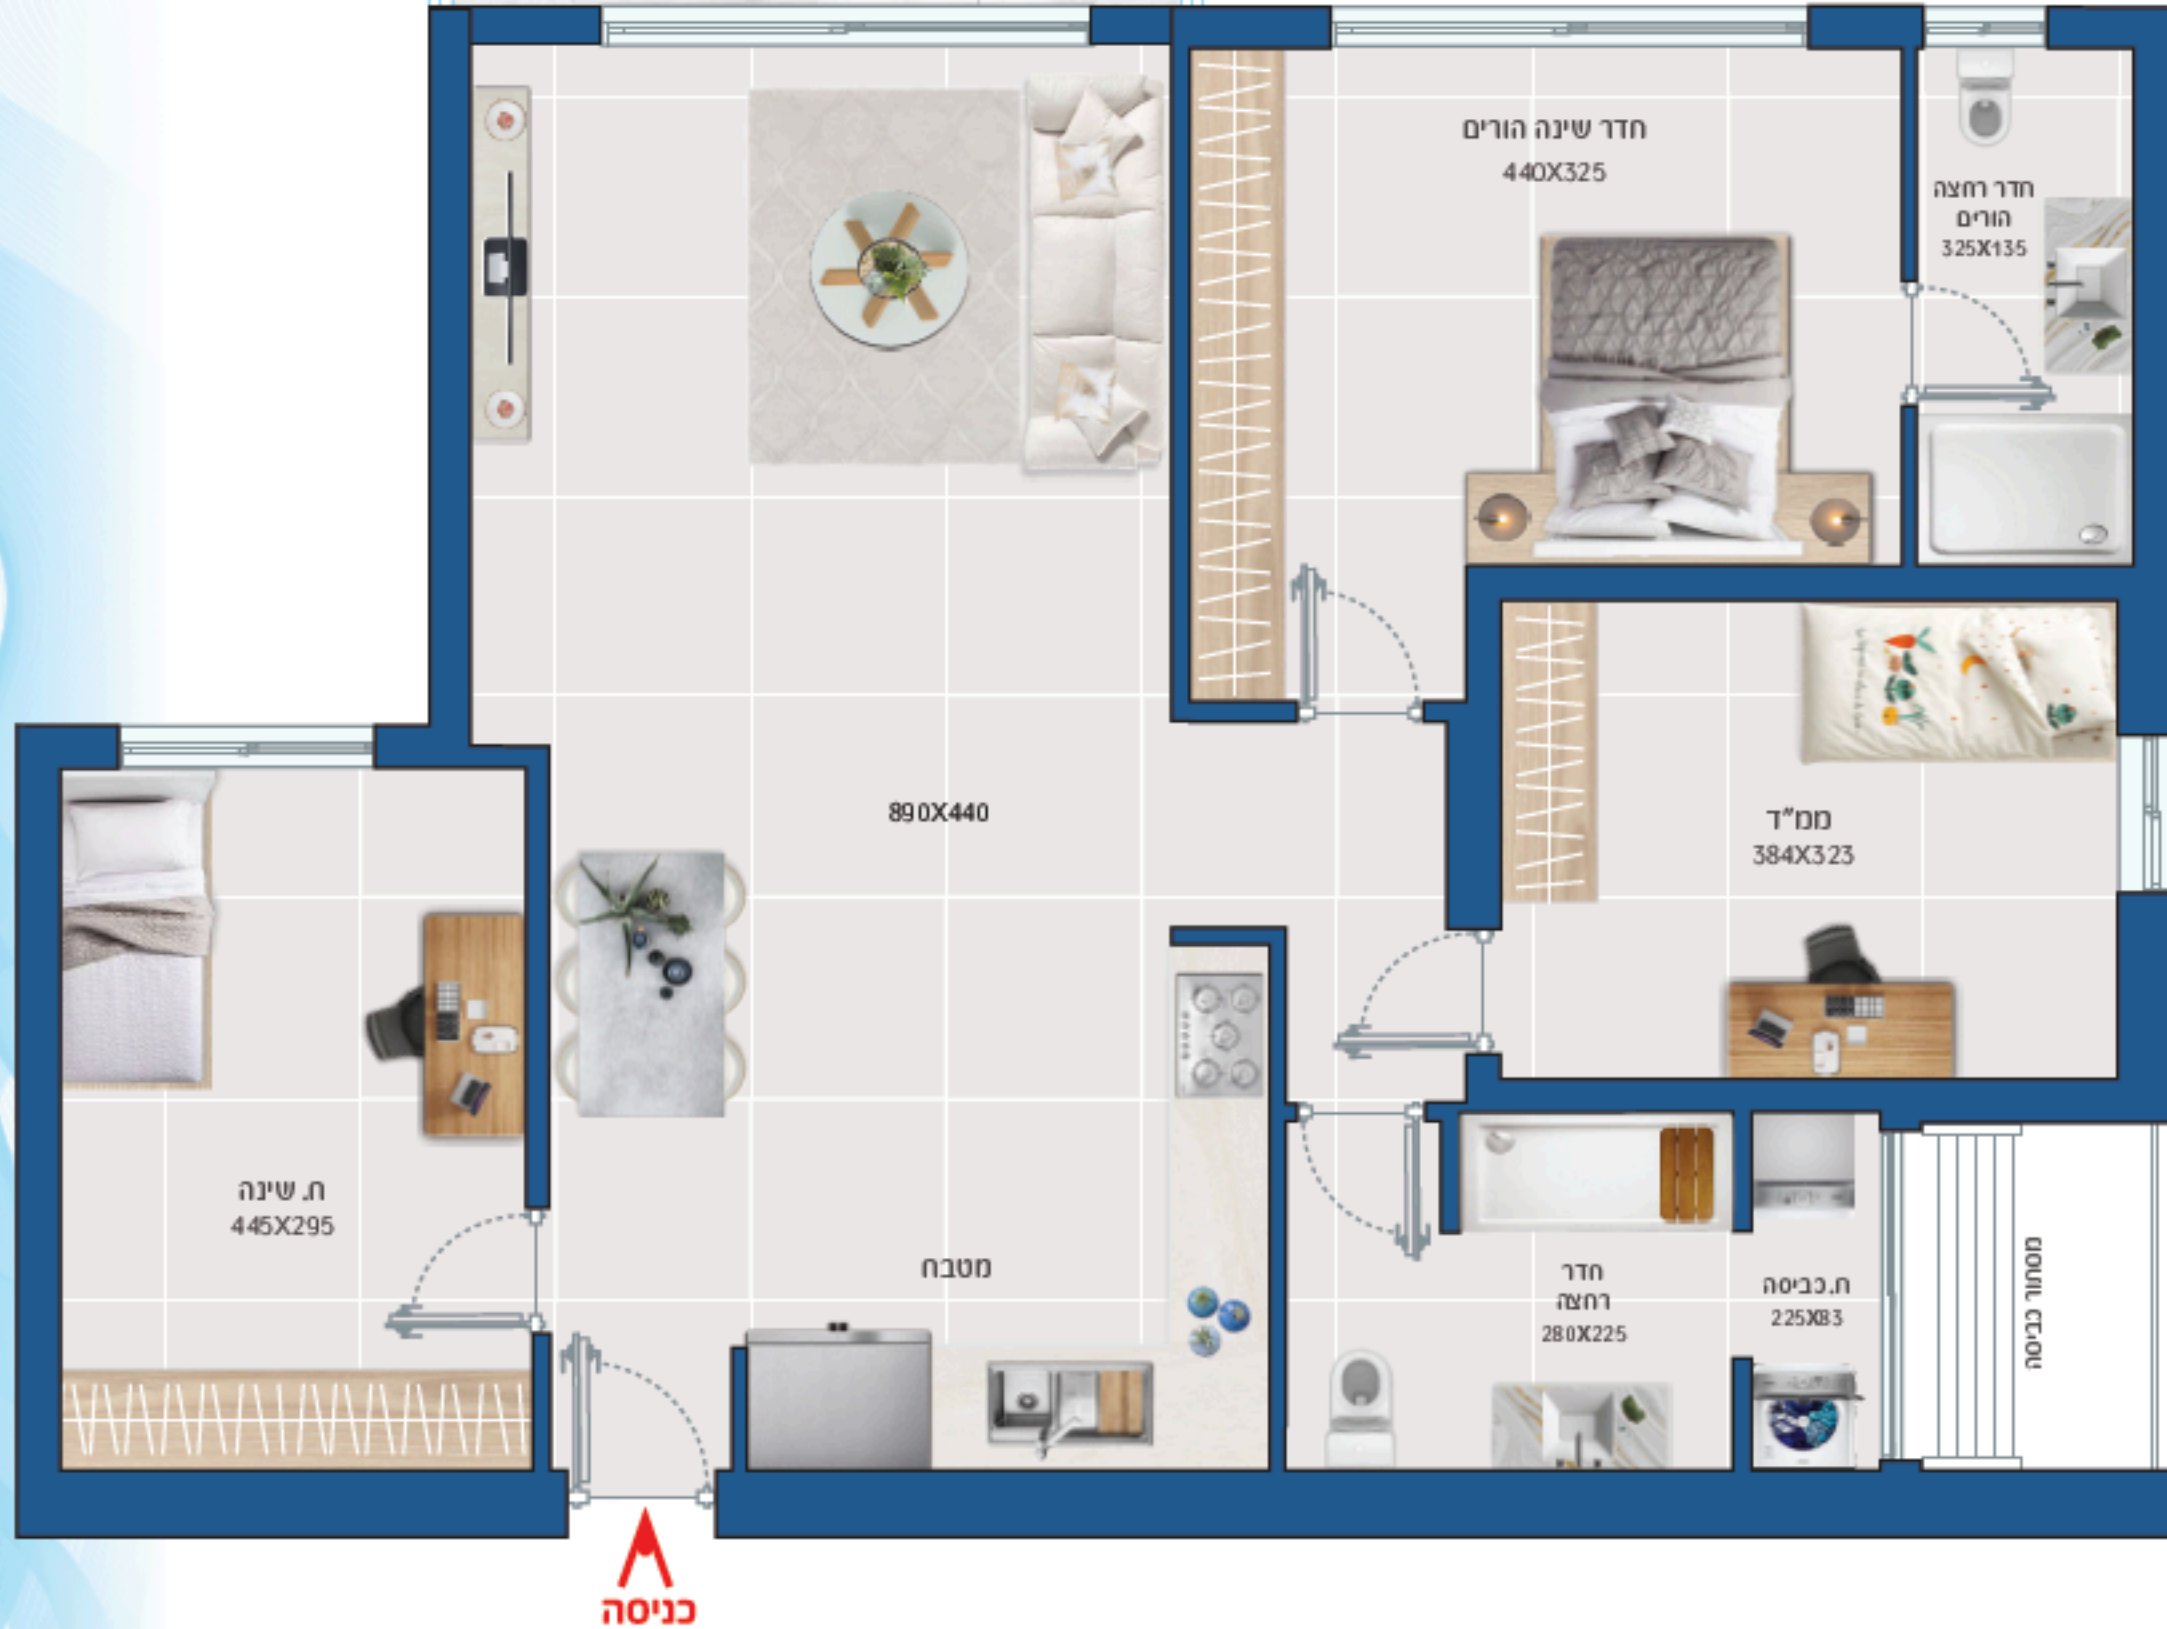 חדר שינה הורים
440X325
חדר רחצה
הורים
325X135
890X440
ממ"ד
384X323
ח. שינה
445X295
מטבח
חדר
רחצה
280X225
ח.כביסה
225X83
מסתור כביסה
כניסה